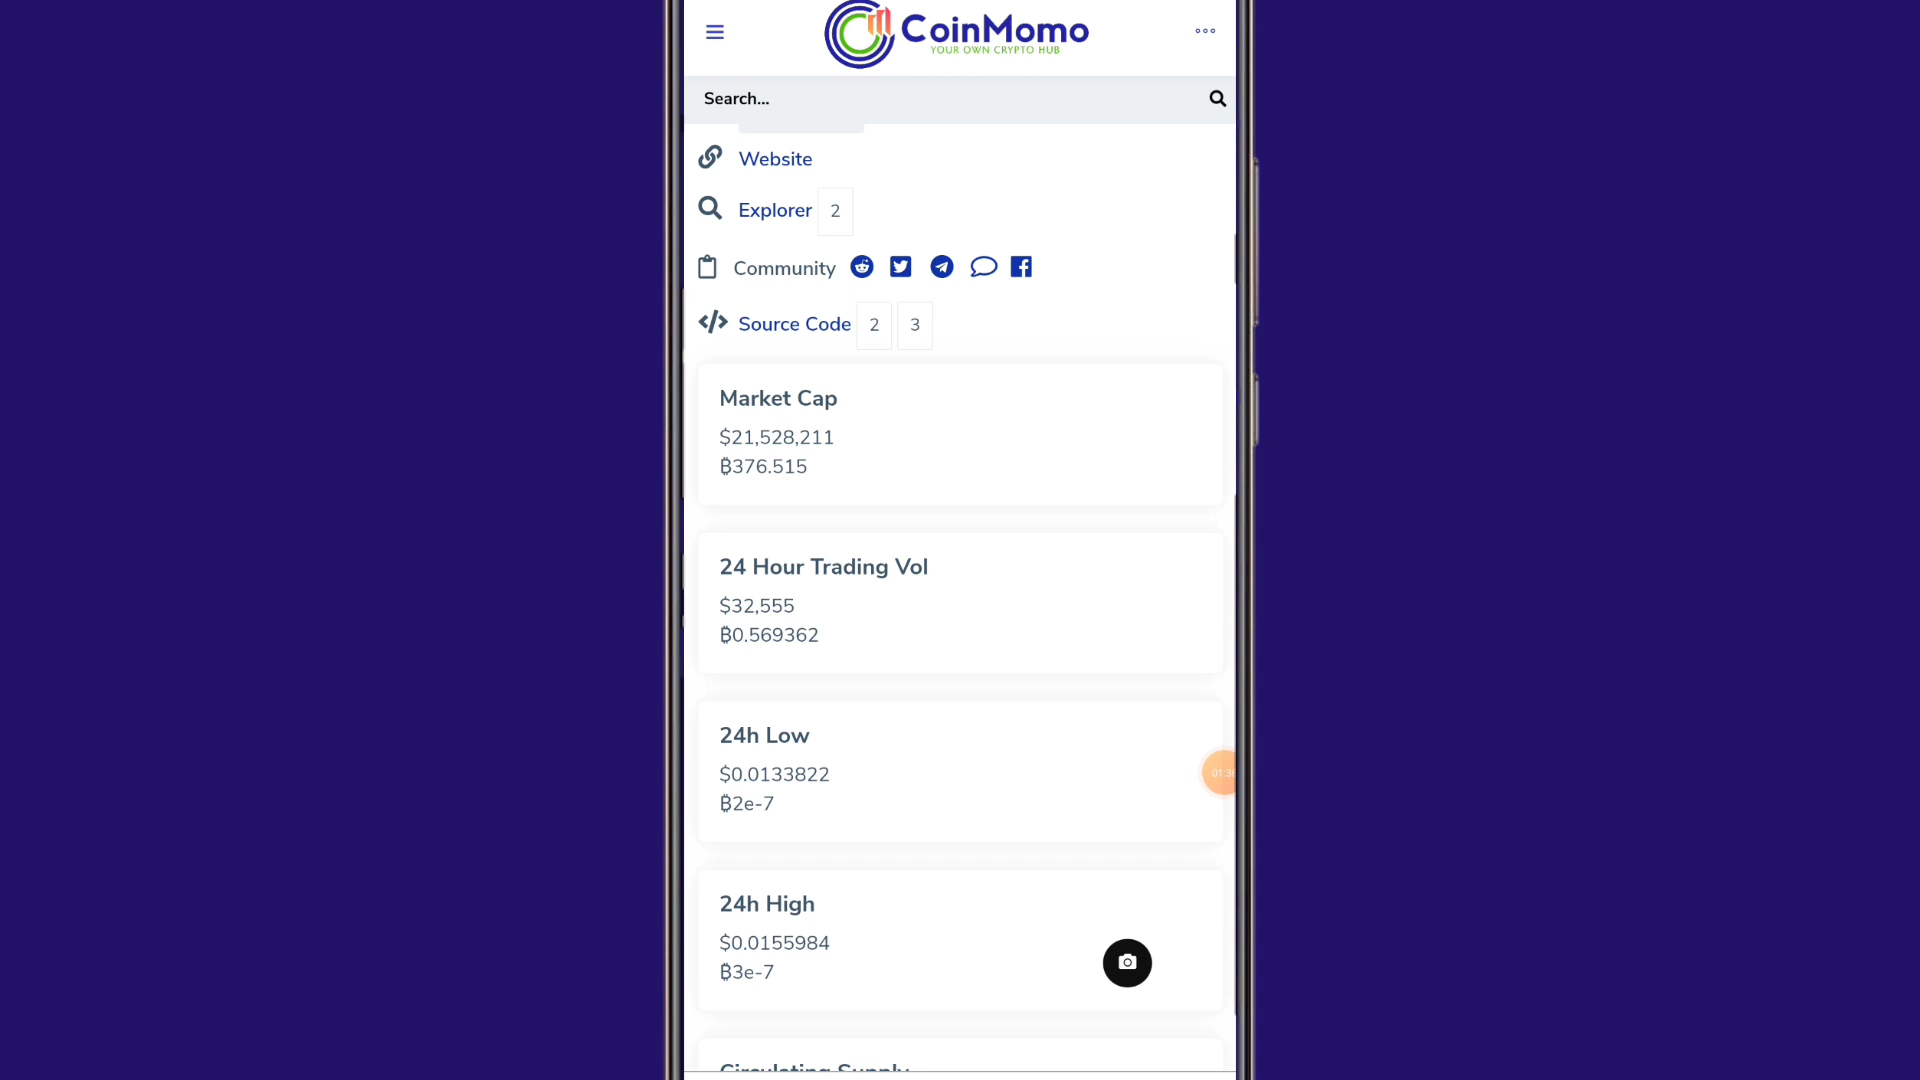 CoinMomo
YOUR OWN CRYPTO HUB
Search...
Website
Explorer 2
Community
Source Code 2 3
Market Cap
$21,528,211
₿376.515
24 Hour Trading Vol
$32,555
₿0.569362
24h Low
$0.0133822
₿2e-7
24h High
$0.0155984
₿3e-7
Circulating Supply